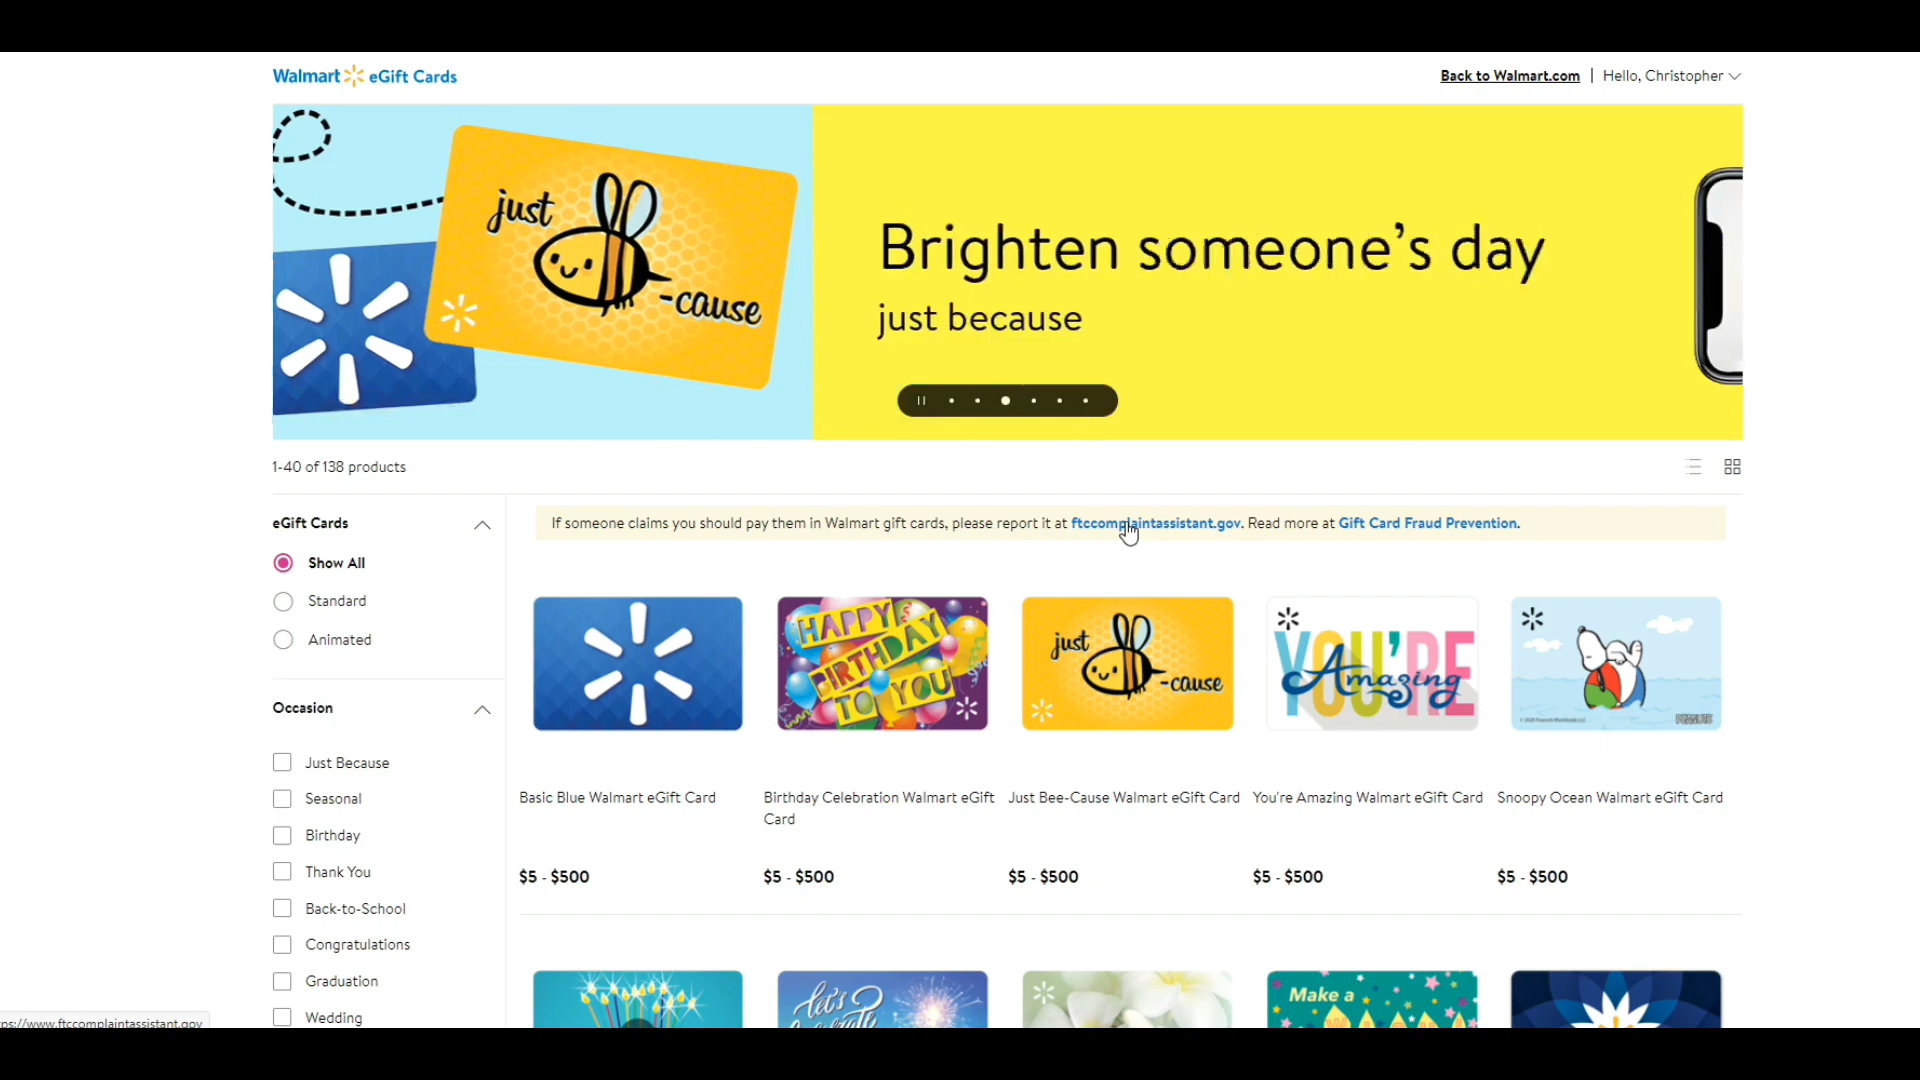 Walmart eGift Cards
Back to Walmart.com | Hello, Christopher
just
-cause
Brighten someone's day
just because
1-40 of 138 products
eGift Cards
Show All
Standard
Animated
Occasion
Just Because
Seasonal
Birthday
Thank You
Back-to-School
Congratulations
Graduation
Wedding
If someone claims you should pay them in Walmart gift cards, please report it at ftccomplaintassistant.gov. Read more at Gift Card Fraud Prevention.
HAPPY
BIRTHDAY
TO YOU
just
-cause
YOU'RE
Amazing
PEANUTS
Basic Blue Walmart eGift Card
Birthday Celebration Walmart eGift
Card
Just Bee-Cause Walmart eGift Card
You're Amazing Walmart eGift Card
Snoopy Ocean Walmart eGift Card
$5 - $500
$5 - $500
$5 - $500
$5 - $500
$5 - $500
let's
Make a
ps://www.ftccomplaintassistant.gov